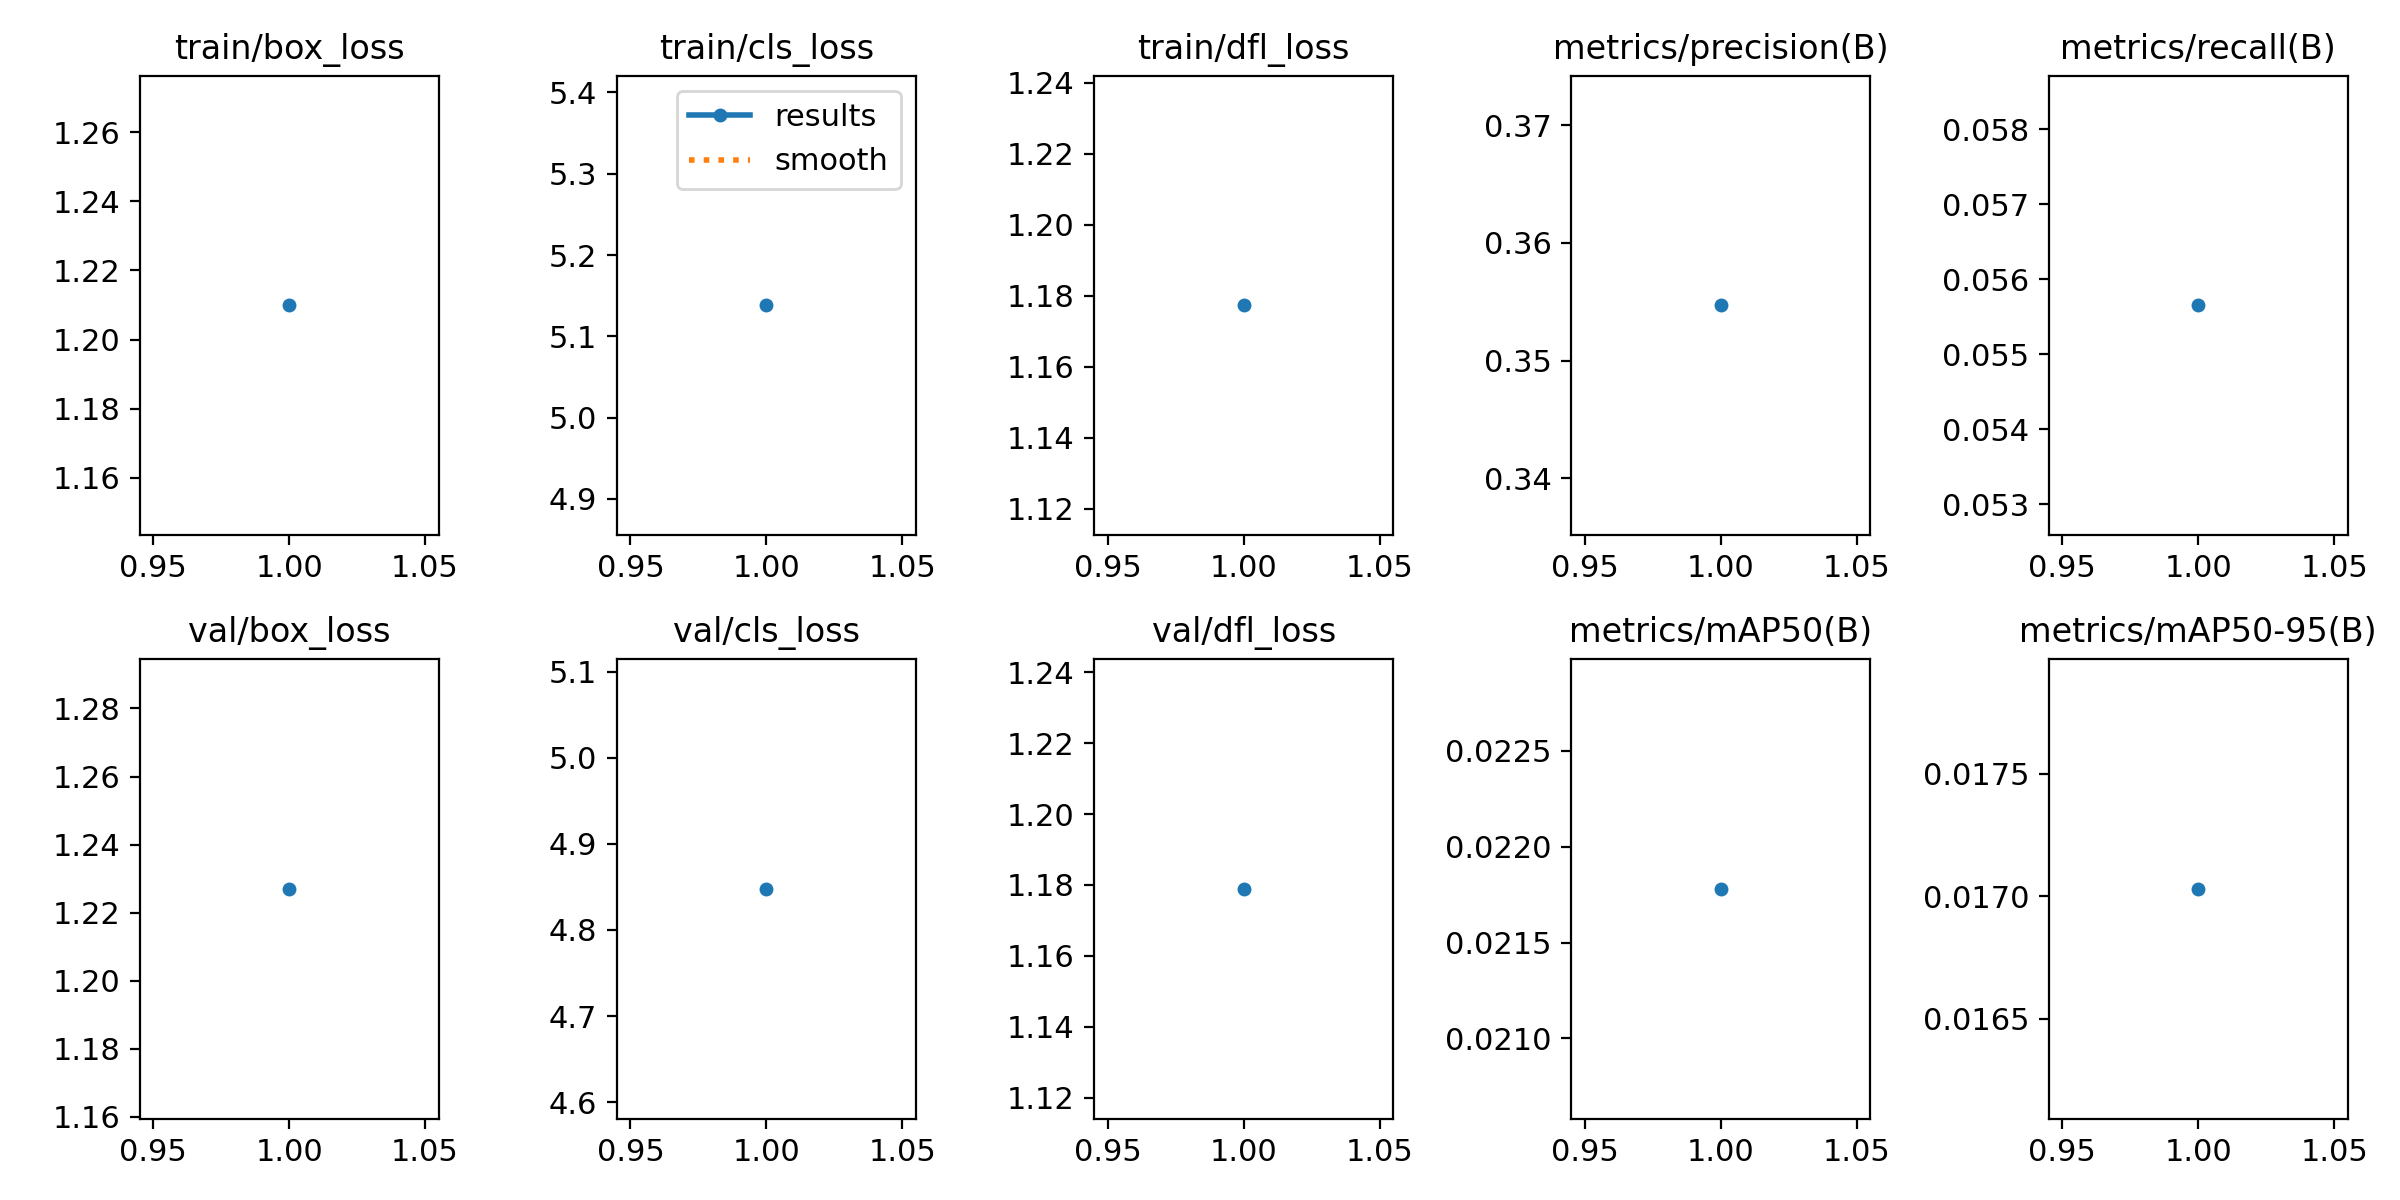 train/box_loss
1.26
1.24
1.22
1.20
1.18
1.16
0.95 1.00 1.05
train/cls_loss
results
smooth
5.4
5.3
5.2
5.1
5.0
4.9
0.95 1.00 1.05
train/dfl_loss
1.24
1.22
1.20
1.18
1.16
1.14
1.12
0.95 1.00 1.05
metrics/precision(B)
0.37
0.36
0.35
0.34
0.95 1.00 1.05
metrics/recall(B)
0.058
0.057
0.056
0.055
0.054
0.053
0.95 1.00 1.05
val/box_loss
1.28
1.26
1.24
1.22
1.20
1.18
1.16
0.95 1.00 1.05
val/cls_loss
5.1
5.0
4.9
4.8
4.7
4.6
0.95 1.00 1.05
val/dfl_loss
1.24
1.22
1.20
1.18
1.16
1.14
1.12
0.95 1.00 1.05
metrics/mAP50(B)
0.0225
0.0220
0.0215
0.0210
0.95 1.00 1.05
metrics/mAP50-95(B)
0.0175
0.0170
0.0165
0.95 1.00 1.05